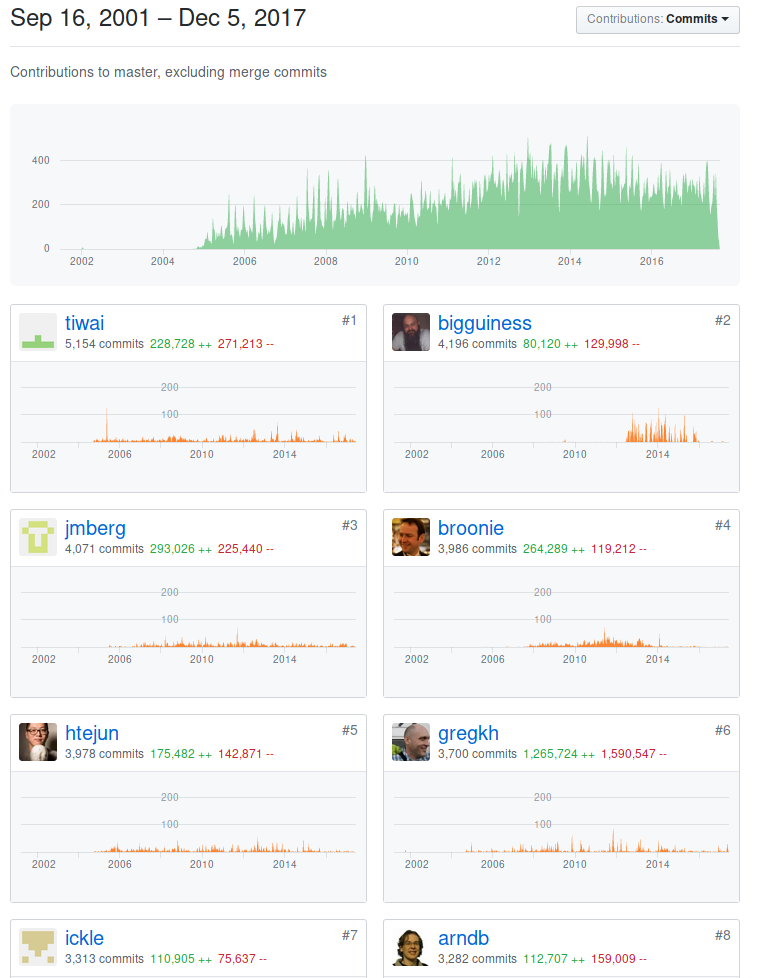 Sep 16, 2001 – Dec 5, 2017
Contributions: Commits
Contributions to master, excluding merge commits
400
200
0
2002 2004 2006 2008 2010 2012 2014 2016
tiwai #1
5,154 commits 228,728 ++ 271,213 --
200
100
2002 2006 2010 2014
bigguiness #2
4,196 commits 80,120 ++ 129,998 --
200
100
2002 2006 2010 2014
jmberg #3
4,071 commits 293,026 ++ 225,440 --
200
100
2002 2006 2010 2014
broonie #4
3,986 commits 264,289 ++ 119,212 --
200
100
2002 2006 2010 2014
htejun #5
3,978 commits 175,482 ++ 142,871 --
200
100
2002 2006 2010 2014
gregkh #6
3,700 commits 1,265,724 ++ 1,590,547 --
200
100
2002 2006 2010 2014
ickle #7
3,313 commits 110,905 ++ 75,637 --
arndb #8
3,282 commits 112,707 ++ 159,009 --